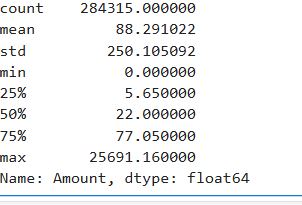 count    284315.000000
mean         88.291022
std         250.105092
min           0.000000
25%           5.650000
50%          22.000000
75%          77.050000
max       25691.160000
Name: Amount, dtype: float64